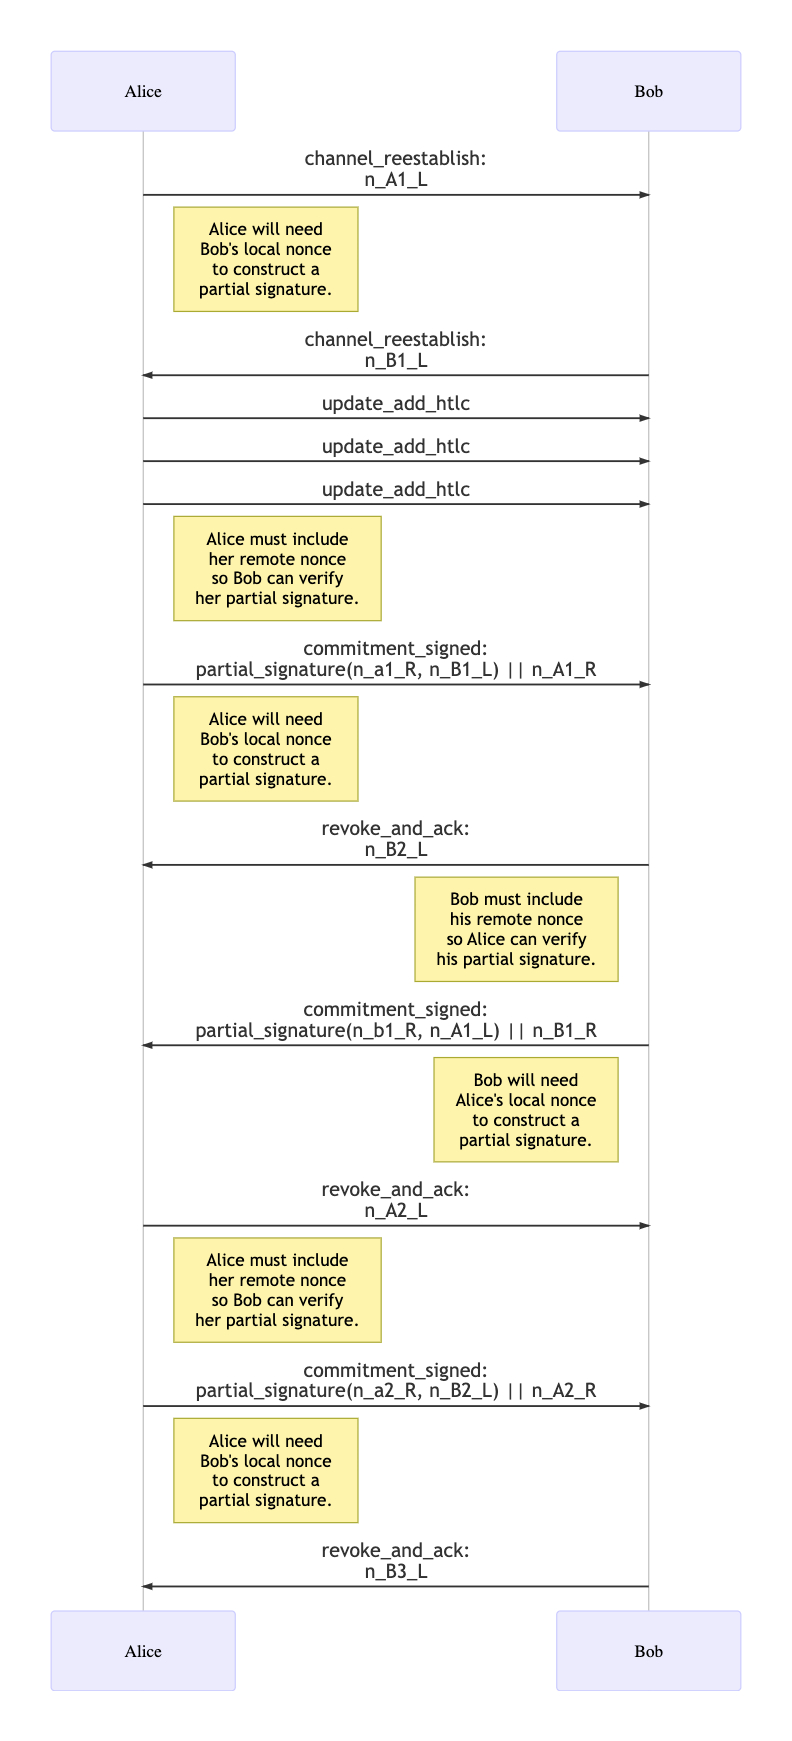 Alice
Bob
channel_reestablish:
n_A1_L
Alice will need
Bob's local nonce
to construct a
partial signature.
channel_reestablish:
n_B1_L
update_add_htlc
update_add_htlc
update_add_htlc
Alice must include
her remote nonce
so Bob can verify
her partial signature.
commitment_signed:
partial_signature(n_a1_R, n_B1_L) || n_A1_R
Alice will need
Bob's local nonce
to construct a
partial signature.
revoke_and_ack:
n_B2_L
Bob must include
his remote nonce
so Alice can verify
his partial signature.
commitment_signed:
partial_signature(n_b1_R, n_A1_L) || n_B1_R
Bob will need
Alice's local nonce
to construct a
partial signature.
revoke_and_ack:
n_A2_L
Alice must include
her remote nonce
so Bob can verify
her partial signature.
commitment_signed:
partial_signature(n_a2_R, n_B2_L) || n_A2_R
Alice will need
Bob's local nonce
to construct a
partial signature.
revoke_and_ack:
n_B3_L
Alice
Bob